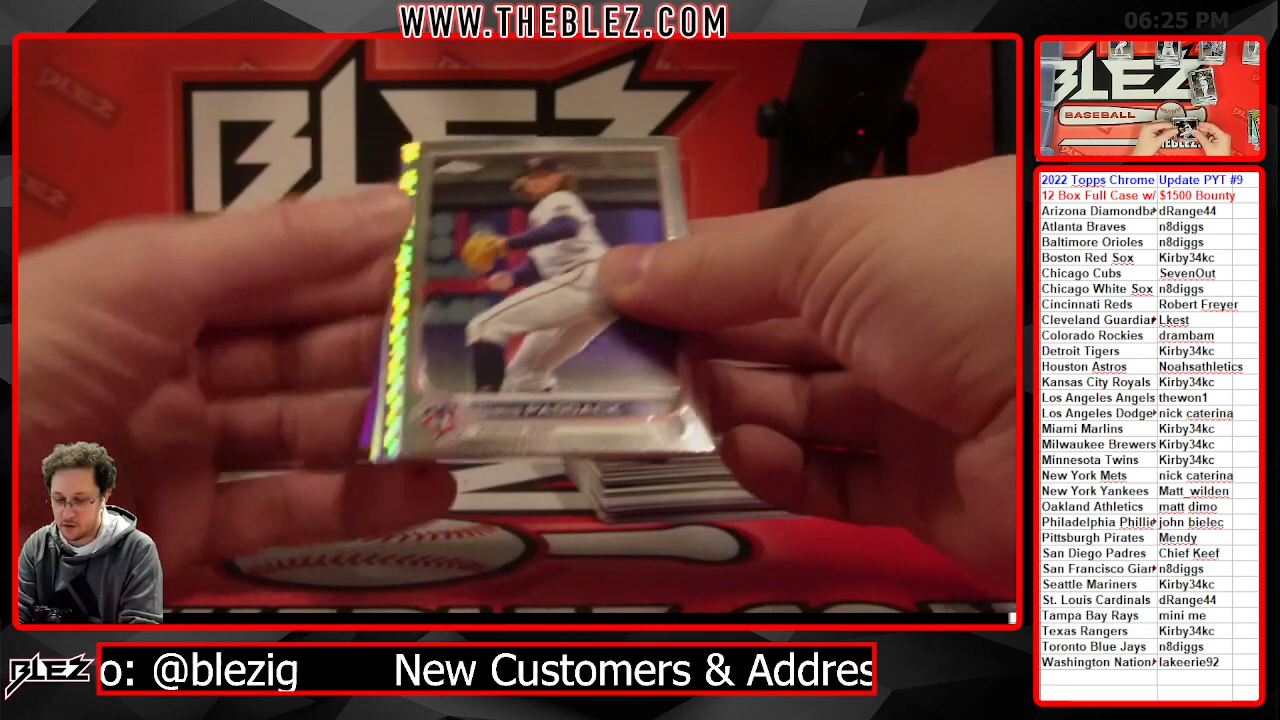 WWW.THEBLEZ.COM
06:25 PM
BLEZ
BLEZ
BLEZ
BASEBALL
2022 Topps Chrome Update PYT #9
12 Box Full Case w/ $1500 Bounty
Arizona Diamondba dRange44
Atlanta Braves n8diggs
Baltimore Orioles n8diggs
Boston Red Sox Kirby34kc
Chicago Cubs SevenOut
Chicago White Sox n8diggs
Cincinnati Reds Robert Freyer
Cleveland Guardia Lkest
Colorado Rockies drambam
Detroit Tigers Kirby34kc
Houston Astros Noahsathletics
Kansas City Royals Kirby34kc
Los Angeles Angels thewon1
Los Angeles Dodge nick caterina
Miami Marlins Kirby34kc
Milwaukee Brewers Kirby34kc
Minnesota Twins Kirby34kc
New York Mets nick caterina
New York Yankees Matt_wilden
Oakland Athletics matt dimo
Philadelphia Phillie john bielec
Pittsburgh Pirates Mendy
San Diego Padres Chief Keef
San Francisco Gian n8diggs
Seattle Mariners Kirby34kc
St. Louis Cardinals dRange44
Tampa Bay Rays mini me
Texas Rangers Kirby34kc
Toronto Blue Jays n8diggs
Washington Nation lakeerie92
BLEZ o: @blezig New Customers & Addres